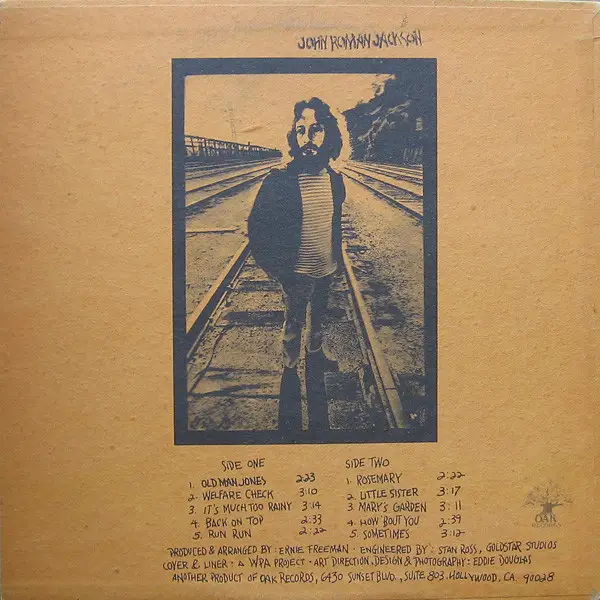 JOHN ROMAN JACKSON
SIDE ONE
1. OLD MAN JONES 2:23
2. WELFARE CHECK 3:10
3. IT'S MUCH TOO RAINY 3:14
4. BACK ON TOP 2:33
5. RUN RUN 2:22
SIDE TWO
1. ROSEMARY 2:22
2. LITTLE SISTER 3:17
3. MARY'S GARDEN 3:11
4. HOW 'BOUT YOU 2:39
5. SOMETIMES 3:12
OAK
RECORDS
PRODUCED & ARRANGED BY: ERNIE FREEMAN • ENGINEERED BY: STAN ROSS, GOLDSTAR STUDIOS
COVER & LINER • A WPA PROJECT • ART DIRECTION, DESIGN & PHOTOGRAPHY • EDDIE DOUGLAS
ANOTHER PRODUCT OF OAK RECORDS, 6430 SUNSET BLVD., SUITE 803. HOLLYWOOD, CA. 90028